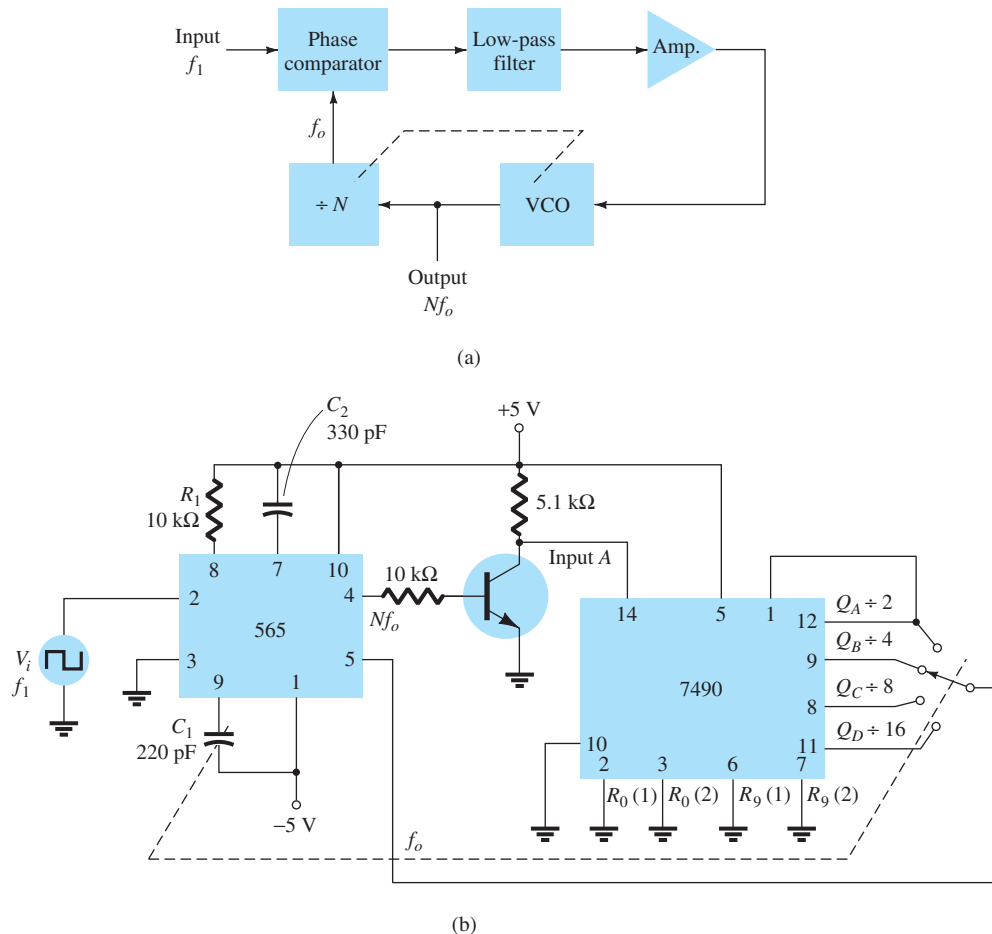 Input
f1
Phase
comparator
Low-pass
filter
Amp.
fo
÷ N
VCO
Output
Nfo
(a)
C2
330 pF
+5 V
R1
10 kΩ
5.1 kΩ
Input A
8
7
10
2
4
10 kΩ
Nfo
565
Vi
f1
3
5
9
1
C1
220 pF
−5 V
fo
14
5
1
12
QA ÷ 2
QB ÷ 4
9
7490
QC ÷ 8
8
QD ÷ 16
11
10
2
3
6
7
R0 (1)
R0 (2)
R9 (1)
R9 (2)
(b)